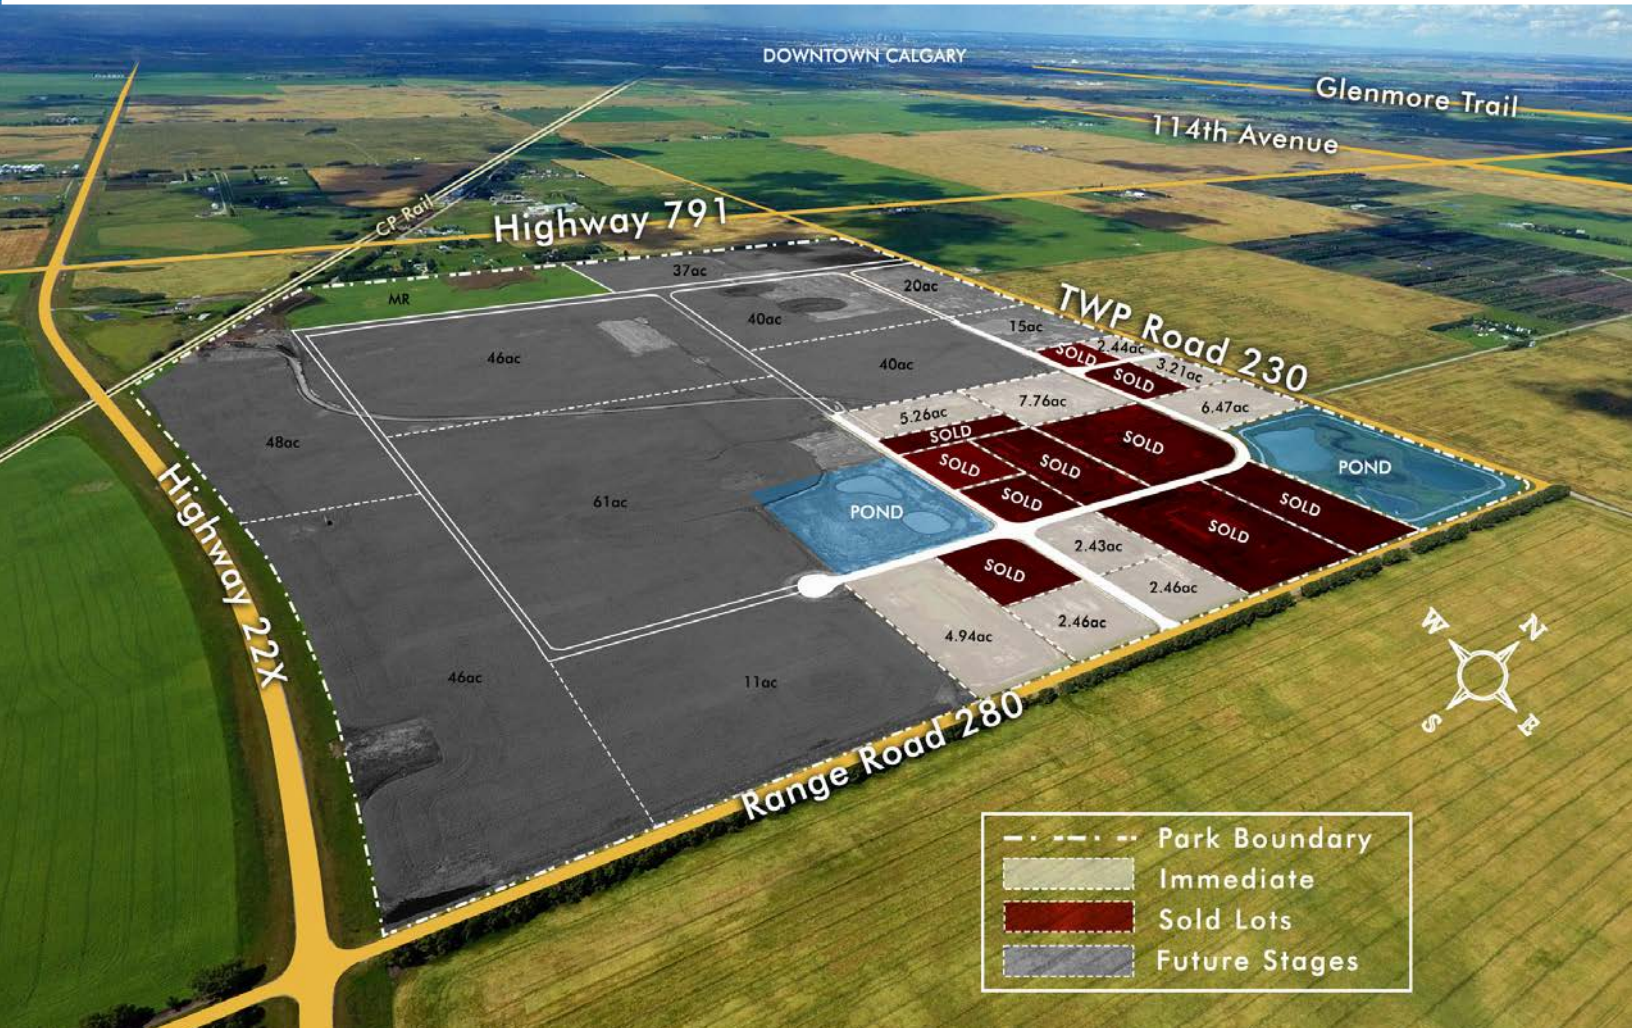 DOWNTOWN CALGARY
Glenmore Trail
114th Avenue
CP Rail
Highway 791
TWP Road 230
MR
37ac
20ac
40ac
15ac
46ac
40ac
2.44ac
SOLD
3.21ac
SOLD
7.76ac
6.47ac
5.26ac
SOLD
SOLD
48ac
SOLD
SOLD
POND
61ac
SOLD
SOLD
POND
SOLD
2.43ac
SOLD
2.46ac
4.94ac
2.46ac
46ac
11ac
Highway 22X
Range Road 280
W
N
S
E
Park Boundary
Immediate
Sold Lots
Future Stages